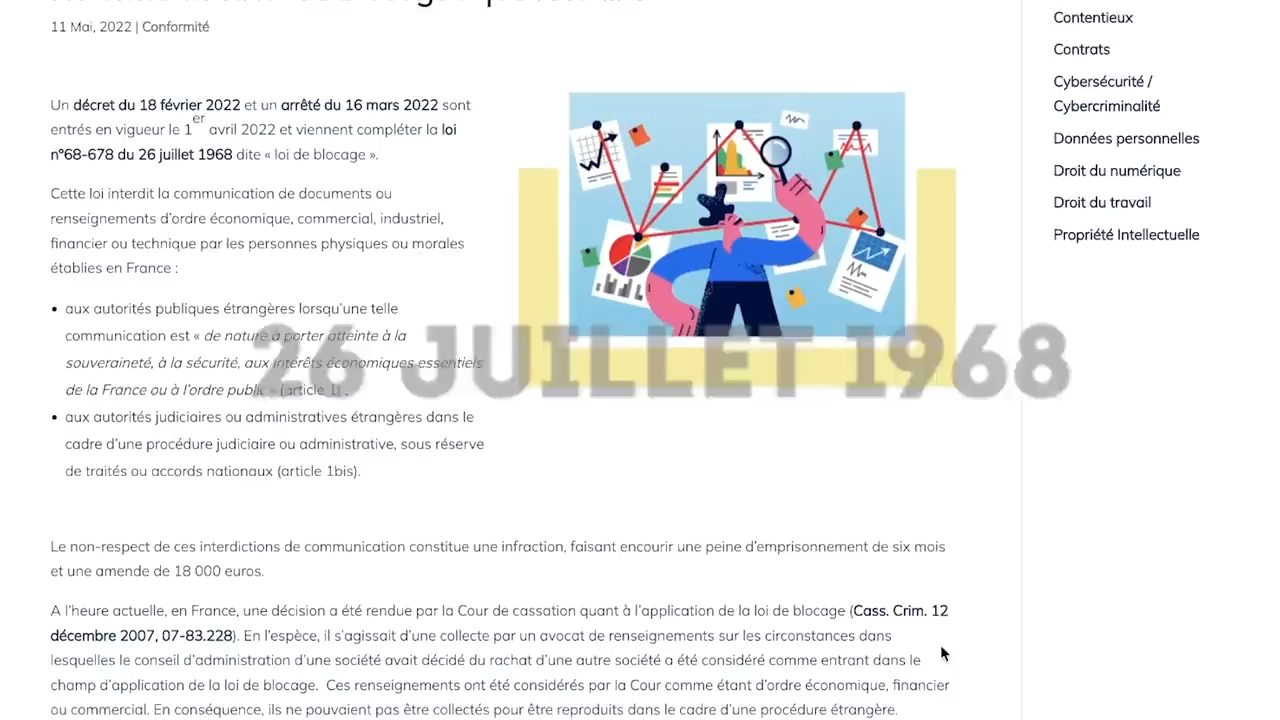 11 Mai, 2022 | Conformité
Un décret du 18 février 2022 et un arrêté du 16 mars 2022 sont
entrés en vigueur le 1er avril 2022 et viennent compléter la loi
n°68-678 du 26 juillet 1968 dite « loi de blocage ».
Cette loi interdit la communication de documents ou
renseignements d'ordre économique, commercial, industriel,
financier ou technique par les personnes physiques ou morales
établies en France :
• aux autorités publiques étrangères lorsqu'une telle
communication est « de nature à porter atteinte à la
souveraineté, à la sécurité, aux intérêts économiques essentiels
de la France ou à l'ordre public » (article 1).
• aux autorités judiciaires ou administratives étrangères dans le
cadre d'une procédure judiciaire ou administrative, sous réserve
de traités ou accords nationaux (article 1bis).
26 JUILLET 1968
Le non-respect de ces interdictions de communication constitue une infraction, faisant encourir une peine d'emprisonnement de six mois
et une amende de 18 000 euros.
A l'heure actuelle, en France, une décision a été rendue par la Cour de cassation quant à l'application de la loi de blocage (Cass. Crim. 12
décembre 2007, 07-83.228). En l'espèce, il s'agissait d'une collecte par un avocat de renseignements sur les circonstances dans
lesquelles le conseil d'administration d'une société avait décidé du rachat d'une autre société a été considéré comme entrant dans le
champ d'application de la loi de blocage. Ces renseignements ont été considérés par la Cour comme étant d'ordre économique, financier
ou commercial. En conséquence, ils ne pouvaient pas être collectés pour être reproduits dans le cadre d'une procédure étrangère.
Contentieux
Contrats
Cybersécurité /
Cybercriminalité
Données personnelles
Droit du numérique
Droit du travail
Propriété Intellectuelle